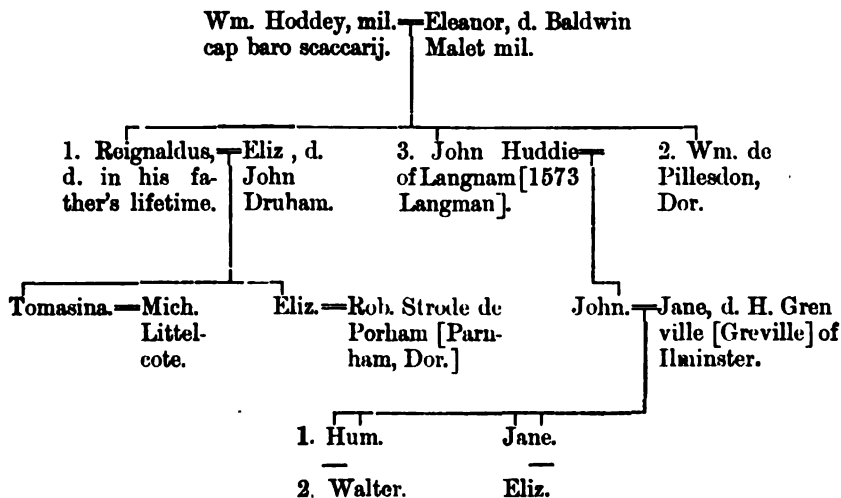 Wm. Hoddey, mil. Eleanor, d. Baldwin
cap baro scaccarij. Malet mil.
1. Reignaldus, Eliz, d. 3. John Huddie 2. Wm. de
d. in his fa- John of Langnam [1573 Pillesdon,
ther's lifetime. Druham. Langman]. Dor.
Tomasina. Mich. Eliz. Rob. Strode de John. Jane, d. H. Gren
Littel- Porham [Parn- ville [Greville] of
cote. ham, Dor.] Ilminster.
1. Hum. Jane.
2. Walter. Eliz.